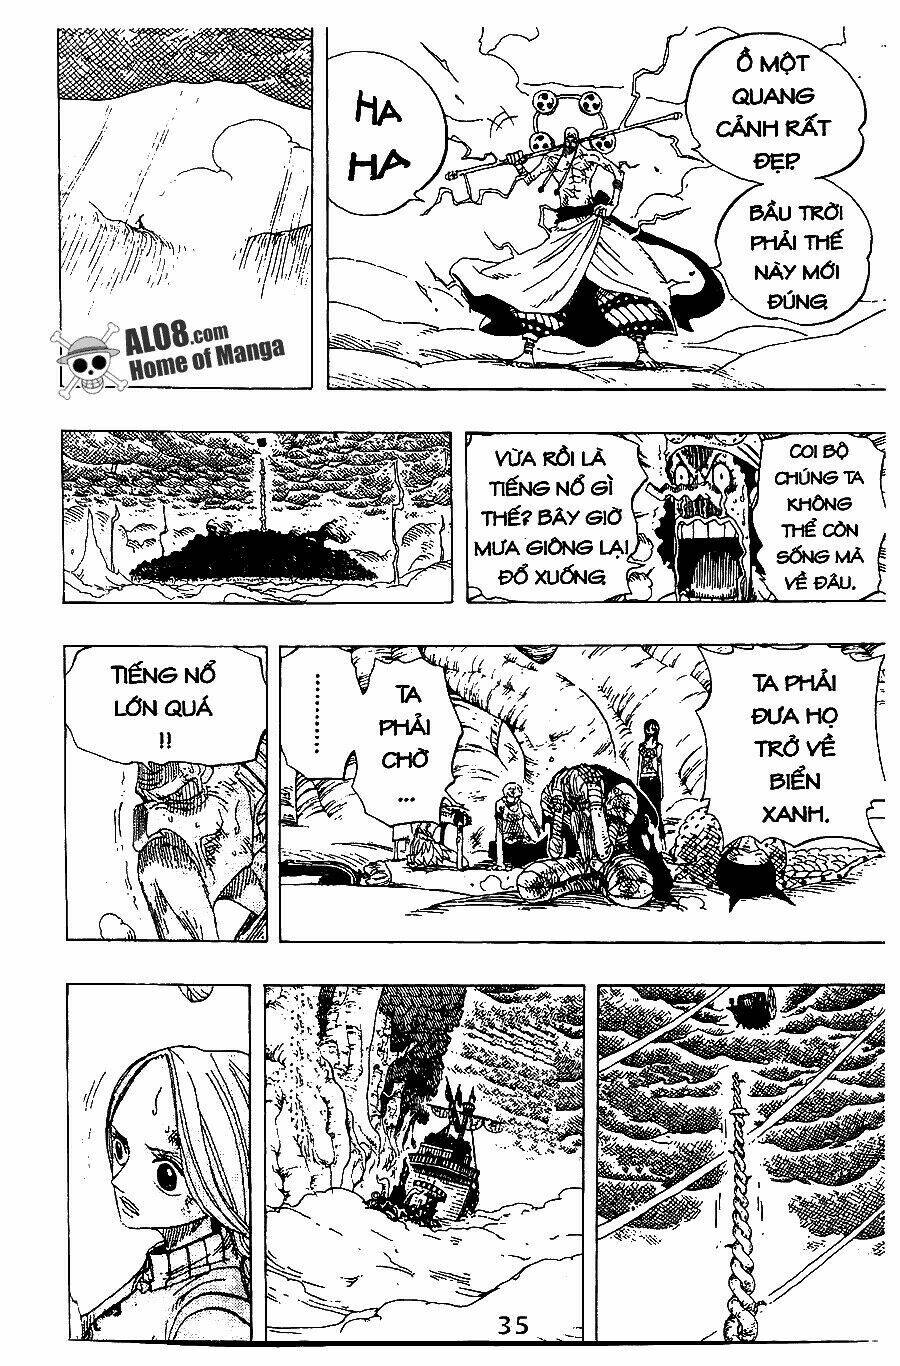 Ồ MỘT
QUANG
CẢNH RẤT
ĐẸP.
BẦU TRỜI
PHẢI THẾ
NÀY MỚI
ĐÚNG.
HA
HA
AL08.com
Home of Manga
COI BỘ
CHÚNG TA
KHÔNG
THỂ CÒN
SỐNG MÀ
VỀ ĐÂU.
VỪA RỒI LÀ
TIẾNG NỔ GÌ
THẾ? BÂY GIỜ
MƯA GIÔNG LẠI
ĐỔ XUỐNG.
TA PHẢI
ĐƯA HỌ
TRỞ VỀ
BIỂN
XANH.
TA
PHẢI
CHỜ
...
.........
TIẾNG NỔ
LỚN QUÁ
!!
35